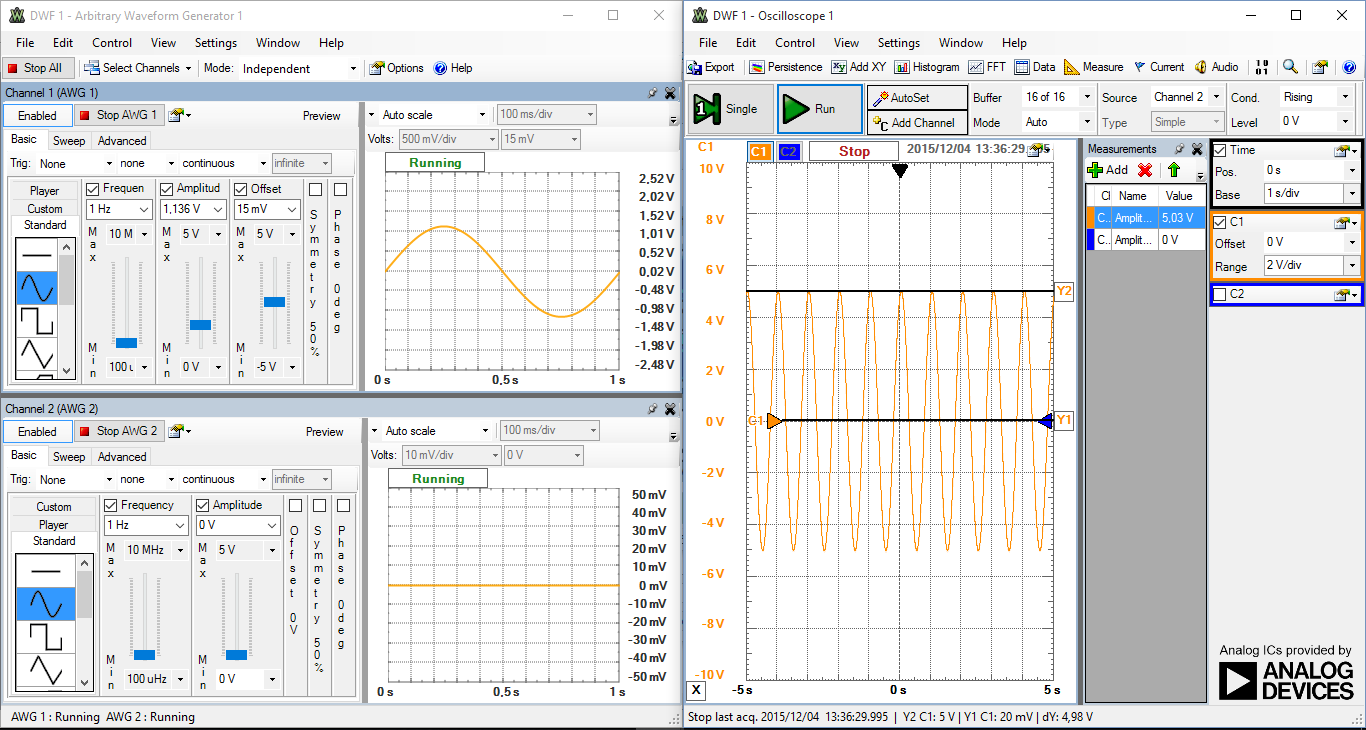 DWF 1 - Arbitrary Waveform Generator 1
File Edit Control View Settings Window Help
Stop All Select Channels Mode: Independent Options Help
Channel 1 (AWG 1)
Enabled Stop AWG 1 Preview
Basic Sweep Advanced
Trig: None none continuous infinite
Player
Custom
Standard
Frequen Amplitud Offset
1 Hz 1,136 V 15 mV
Max 10 M Max 5 V Max 5 V
Min 100 u Min 0 V Min -5 V
Symmetry 50%
Phase 0deg
Auto scale 100 ms/div
Volts: 500 mV/div 15 mV
Running
2,52 V
2,02 V
1,52 V
1,01 V
0,52 V
0,02 V
-0,48 V
-0,98 V
-1,48 V
-1,98 V
-2,48 V
0 s 0,5s 1 s
Channel 2 (AWG 2)
Enabled Stop AWG 2 Preview
Basic Sweep Advanced
Trig: None none continuous infinite
Custom
Player
Standard
Frequency Amplitude
1 Hz 0 V
Max 10 MHz Max 5 V
Min 100 uHz Min 0 V
Offset 0V
Symmetry 50%
Phase 0deg
Auto scale 100 ms/div
Volts: 10 mV/div 0 V
Running
50 mV
40 mV
30 mV
20 mV
10 mV
0 mV
-10 mV
-20 mV
-30 mV
-40 mV
-50 mV
0 s 0,5s 1 s
AWG 1 : Running AWG 2 : Running
DWF 1 - Oscilloscope 1
File Edit Control View Settings Window Help
Export Persistence Add XY Histogram FFT Data Measure Current Audio
Single Run
AutoSet
Add Channel
Buffer 16 of 16 Source Channel 2 Cond. Rising
Mode Auto Type Simple Level 0 V
C1 C1 C2 Stop 2015/12/04 13:36:29.995
10 V
8 V
6 V
4 V
2 V
0 V
-2 V
-4 V
-6 V
-8 V
-10 V
C1
Y2
Y1
X -5 s 0 s 5 s
Measurements
Add
Name Value
C.. Amplit... 5,03 V
C.. Amplit... 0 V
Time
Pos. 0 s
Base 1 s/div
C1
Offset 0 V
Range 2 V/div
C2
Analog ICs provided by
ANALOG
DEVICES
Stop last acq. 2015/12/04 13:36:29.995 | Y2 C1: 5 V | Y1 C1: 20 mV | dY: 4,98 V